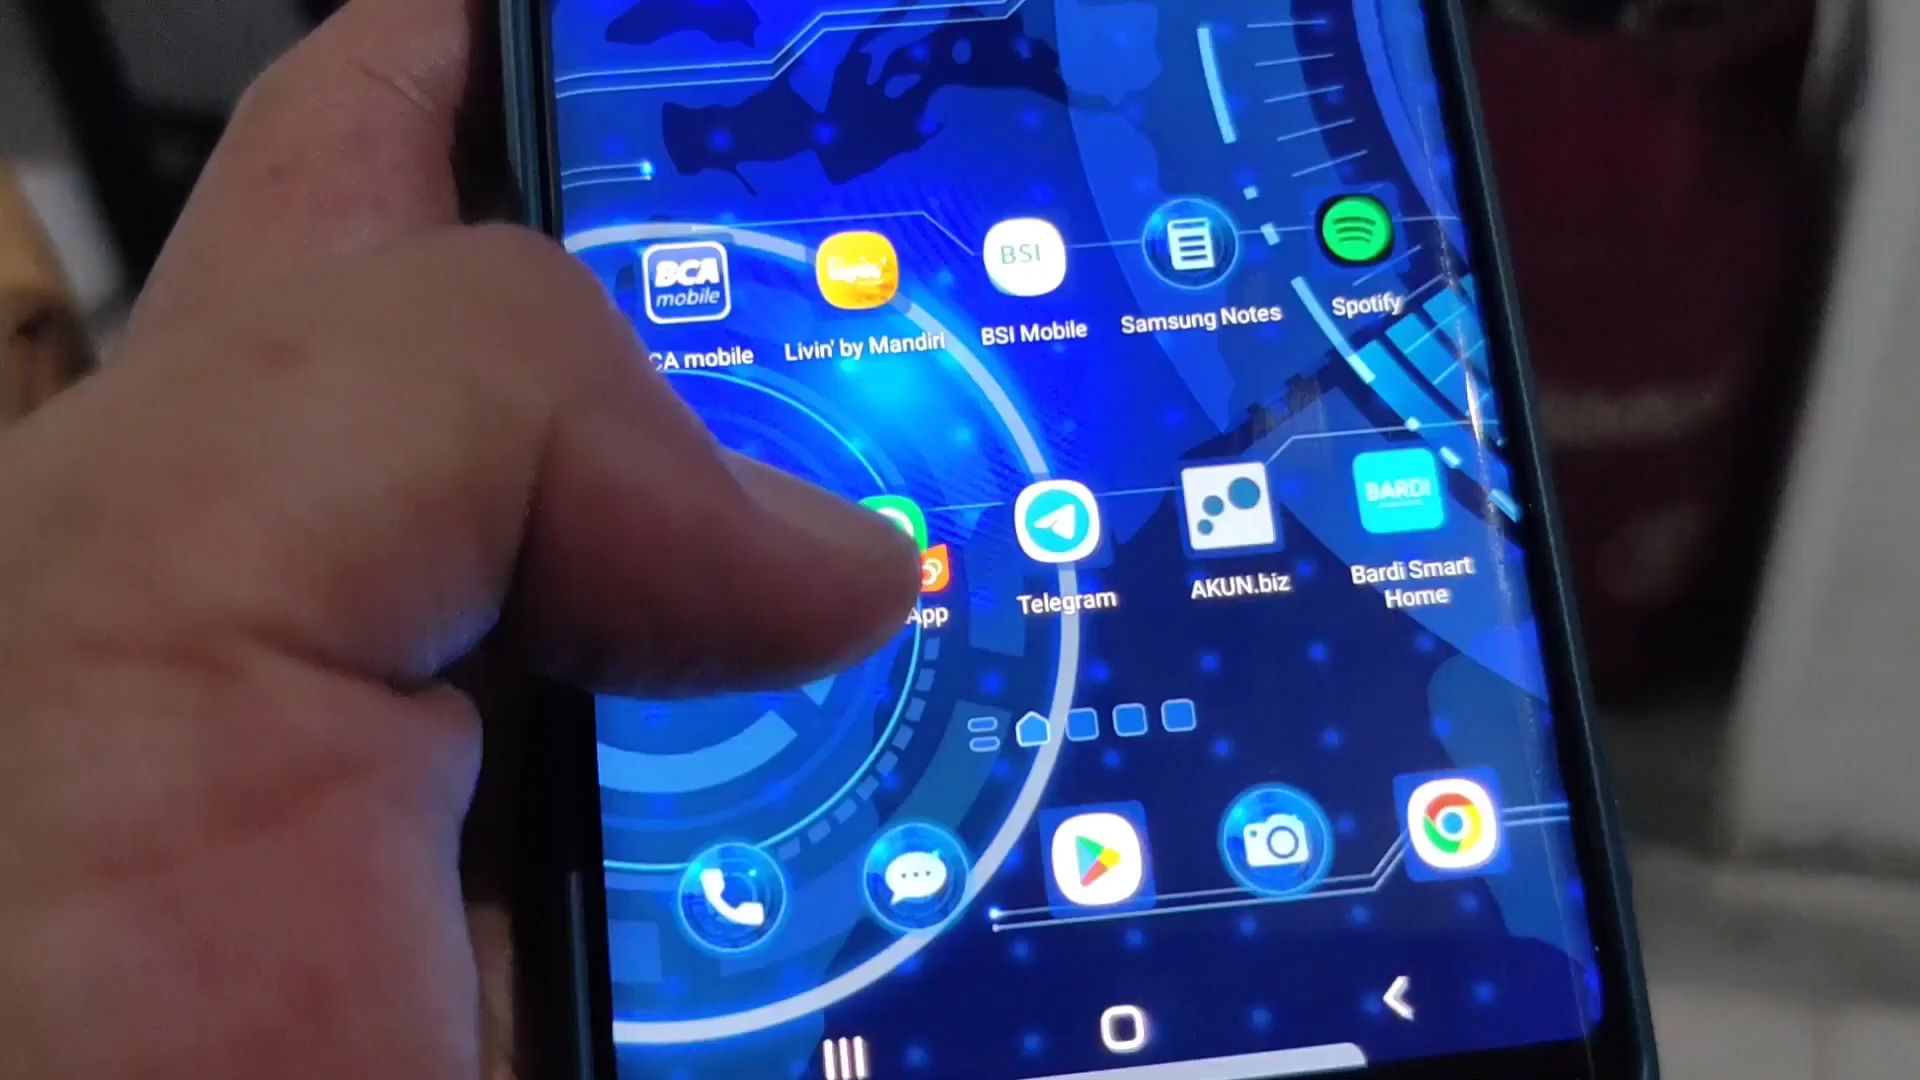 BCA
mobile
livin'
BSI
CA mobile
Livin' by Mandiri
BSI Mobile
Samsung Notes
Spotify
BARDI
App
Telegram
AKUN.biz
Bardi Smart
Home